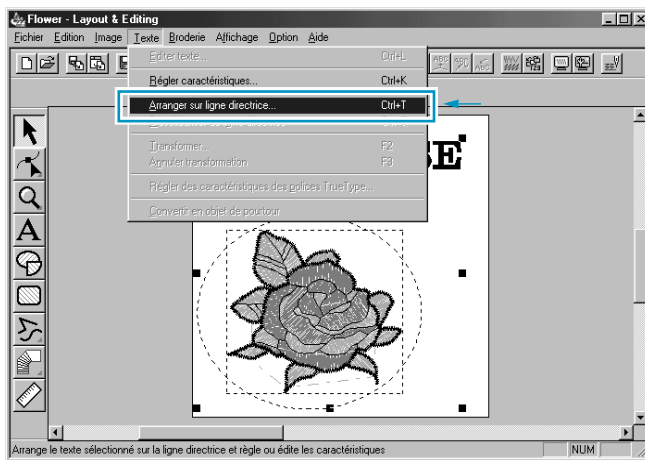 Flower - Layout & Editing
Fichier Edition Image Texte Broderie Affichage Option Aide
Editer texte... Ctrl+L
Régler caractéristiques... Ctrl+K
Arranger sur ligne directrice... Ctrl+T
Transformer... F2
Annuler transformation F3
Régler des caractéristiques des polices TrueType...
Convertir en objet de pourtour
SE
A
Arrange le texte sélectionné sur la ligne directrice et règle ou édite les caractéristiques NUM